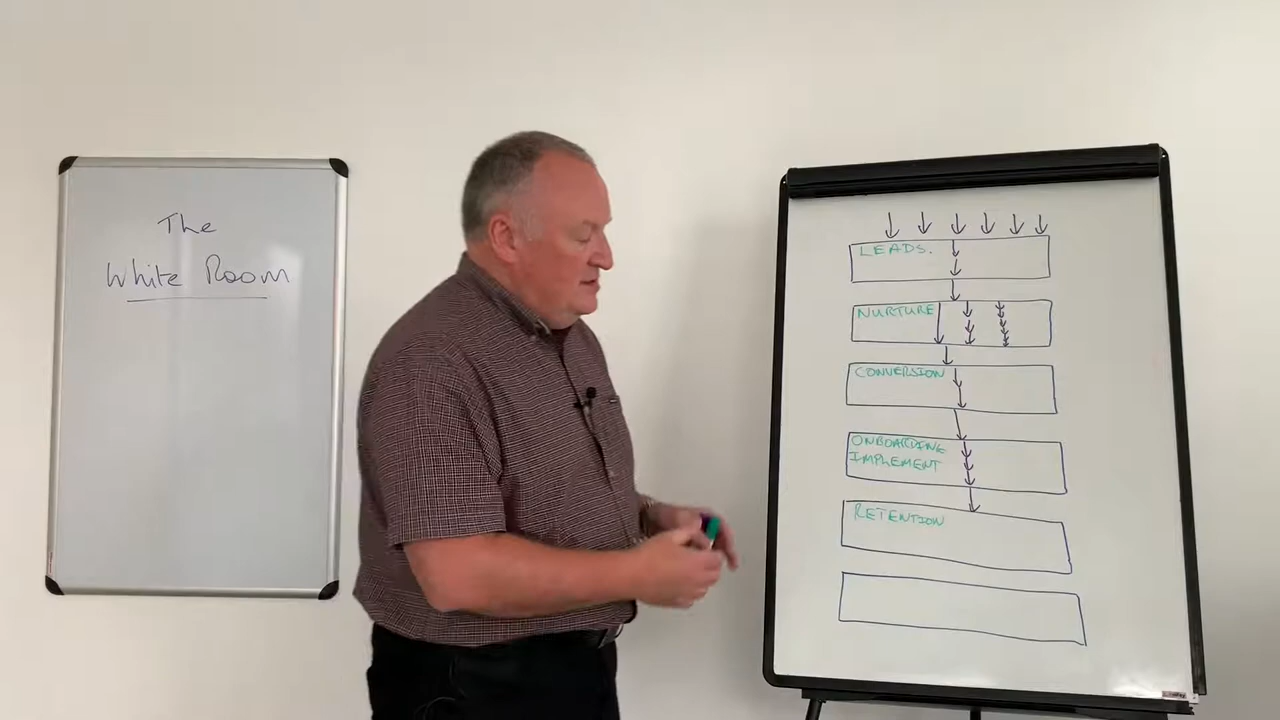 The
White Room
LEADS.
NURTURE
CONVERSION
ONBOARDING
IMPLEMENT
RETENTION